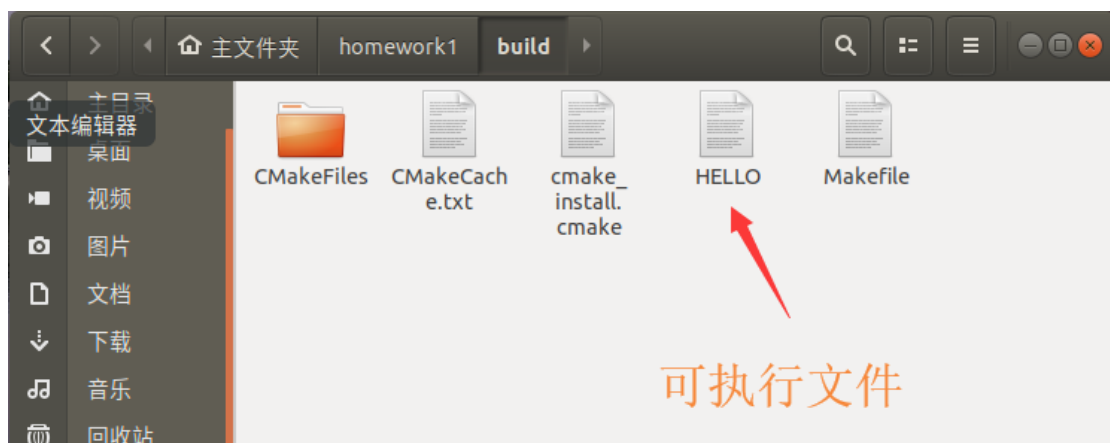 主文件夹
homework1
build
主目录
文本编辑器
桌面
视频
图片
文档
下载
音乐
回收站
CMakeFiles
CMakeCach
e.txt
cmake_
install.
cmake
HELLO
Makefile
可执行文件